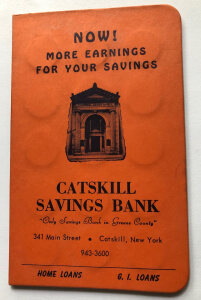 NOW!
MORE EARNINGS
FOR YOUR SAVINGS
CATSKILL
SAVINGS BANK
"Only Savings Bank in Greene County"
341 Main Street • Catskill, New York
943-3600
HOME LOANS G. I. LOANS